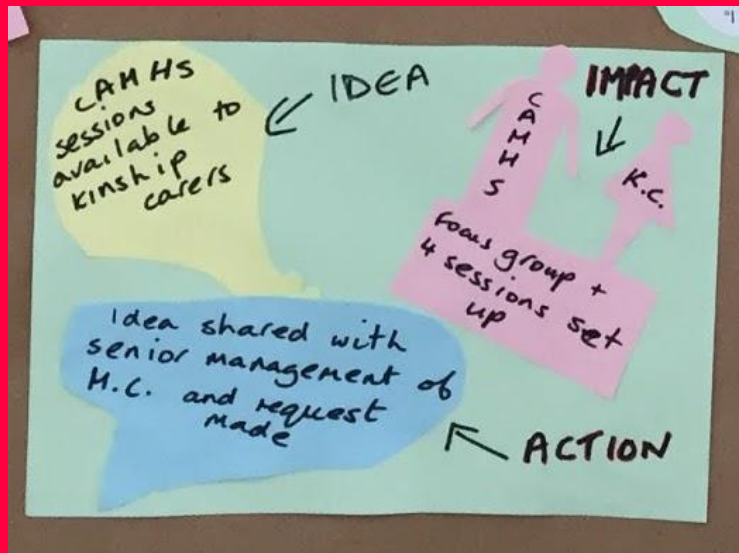 IDEA
CAMHS
sessions
available to
kinship
carers
IMPACT
CAMHS
K.C.
Focus group +
4 sessions set
up
Idea shared with
senior management of
M.C. and request
made
ACTION